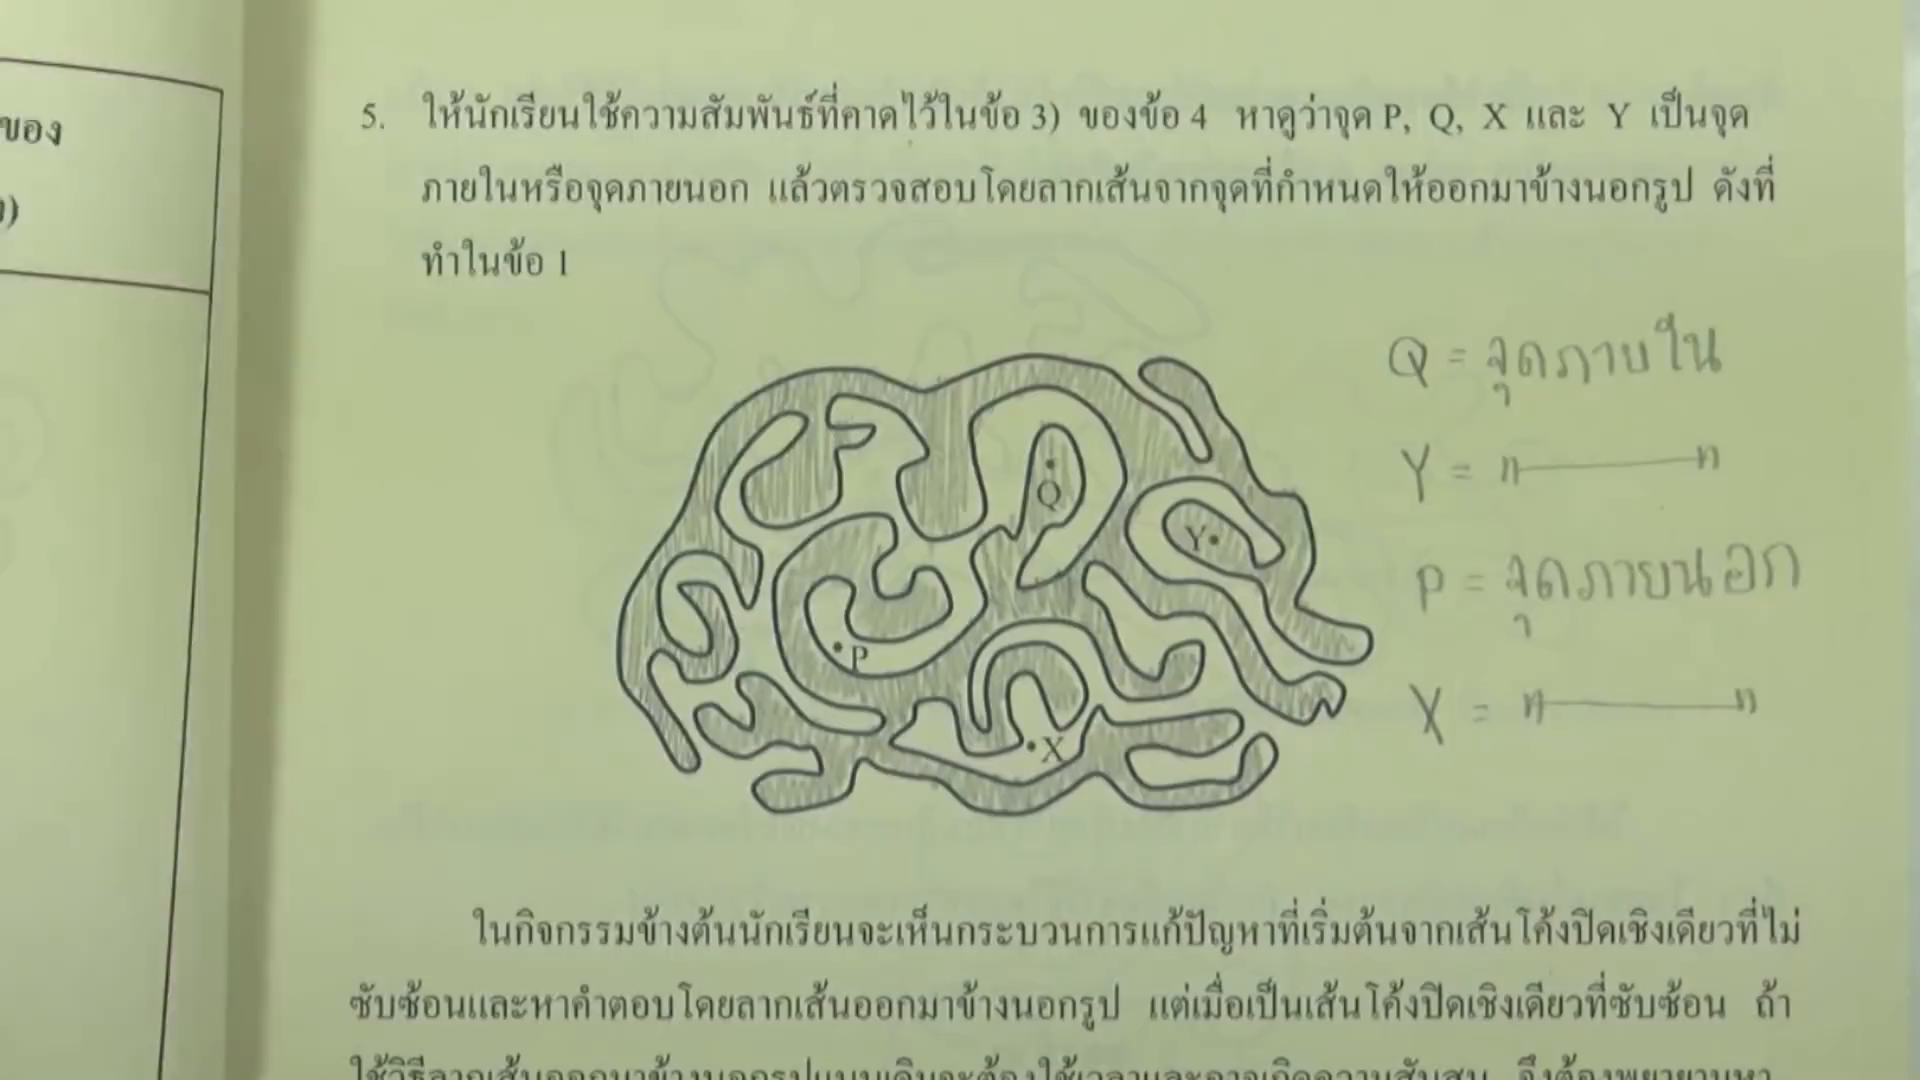 ของ
5. ให้นักเรียนใช้ความสัมพันธ์ที่คาดไว้ในข้อ 3) ของข้อ 4 หาดูว่าจุด P, Q, X และ Y เป็นจุด
ภายในหรือจุดภายนอก แล้วตรวจสอบโดยลากเส้นจากจุดที่กำหนดให้ออกมาข้างนอกรูป ดังที่
ทำในข้อ 1
Q = จุดภายใน
Y = "—"
P = จุดภายนอก
X = "—"
Q
Y
P
X
ในกิจกรรมข้างต้นนักเรียนจะเห็นกระบวนการแก้ปัญหาที่เริ่มต้นจากเส้นโค้งปิดเชิงเดียวที่ไม่
ซับซ้อนและหาคำตอบโดยลากเส้นออกมาข้างนอกรูป แต่เมื่อเป็นเส้นโค้งปิดเชิงเดียวที่ซับซ้อน ถ้า